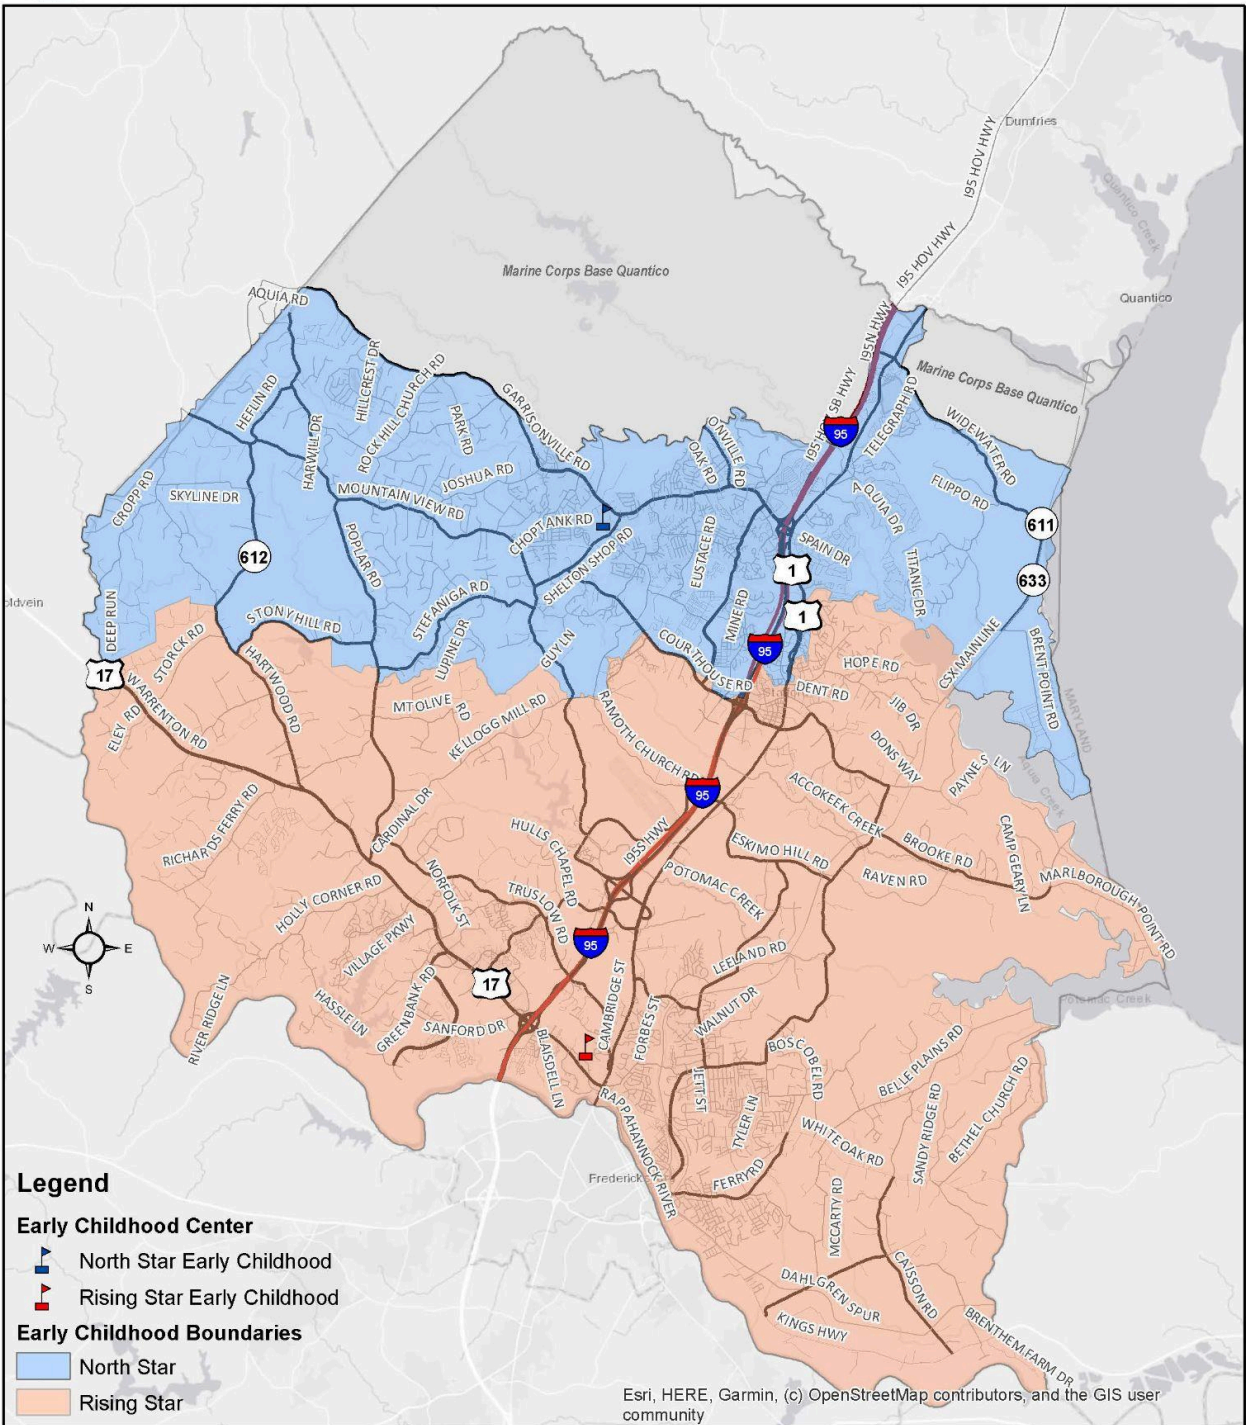 Dumfries
I95 HOV HWY
Quantico Creek
I95 HOV HWY
Marine Corps Base Quantico
AQUIA RD
Quantico
I95N HWY
Marine Corps Base Quantico
HILLCREST DR
ROCK HILL CHURCH RD
HEFLIN RD
GARRISONVILLE RD
95
TELEGRAPH RD
WIDEWATER RD
PARK RD
ONVILLE RD
OAK RD
HARWILL DR
JOSHUA RD
CROPP RD
SKYLINE DR
MOUNTAIN VIEW RD
FLIPPO RD
AQUIA DR
611
CHOPTANK RD
SPAIN DR
612
POPLAR RD
SHELTON SHOP RD
EUSTACE RD
1
TITANIC DR
633
DEEP RUN
STEFANIGA RD
MINE RD
1
STONY HILL RD
LUPINE DR
GUY LN
COURTHOUSE RD
95
CSX MAINLINE
BRENT POINT RD
STORCK RD
17
HARTWOOD RD
HOPE RD
DENT RD
MARYLAND
WARRENTON RD
ELEY RD
MT OLIVE RD
KELLOGG MILL RD
RAMOTH CHURCH RD
JIB DR
DONS WAY
PAYNES LN
95
ACCOKEEK CREEK
CARDINAL DR
RICHARDS FERRY RD
HULLS CHAPEL RD
I95S HWY
ESKIMO HILL RD
BROOKE RD
CAMP GEARY LN
NORFOLK ST
TRUSLOW RD
POTOMAC CREEK
RAVEN RD
MARLBOROUGH POINT RD
HOLLY CORNER RD
N
W
E
S
VILLAGE PKWY
95
LEELAND RD
17
CAMBRIDGE ST
RIVER RIDGE LN
HASSLE LN
GREENBANK RD
SANFORD DR
FORBES ST
WALNUT DR
Potomac Creek
BLAISDELL LN
BOSCOBEL RD
BELLE PLAINS RD
JETT ST
RAPPAHANNOCK RIVER
TYLER LN
SANDY RIDGE RD
BETHEL CHURCH RD
WHITE OAK RD
FERRY RD
MCCARTY RD
CAISSON RD
DAHLGREN SPUR
KINGS HWY
BRENTHEM FARM DR
Legend
Early Childhood Center
North Star Early Childhood
Rising Star Early Childhood
Early Childhood Boundaries
North Star
Rising Star
Esri, HERE, Garmin, (c) OpenStreetMap contributors, and the GIS user
community